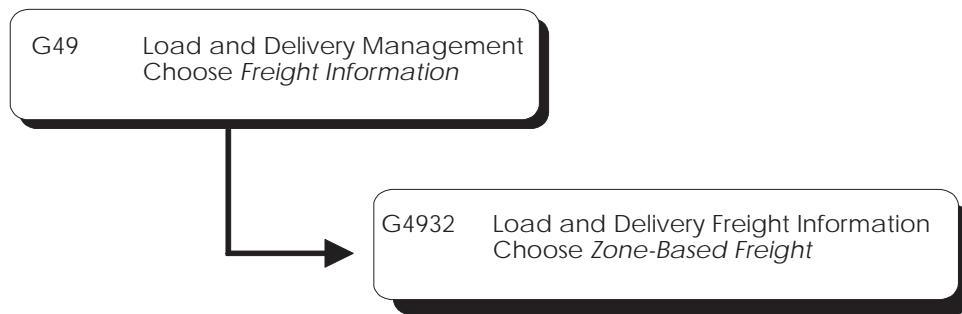 G49 Load and Delivery Management
Choose Freight Information
G4932 Load and Delivery Freight Information
Choose Zone-Based Freight